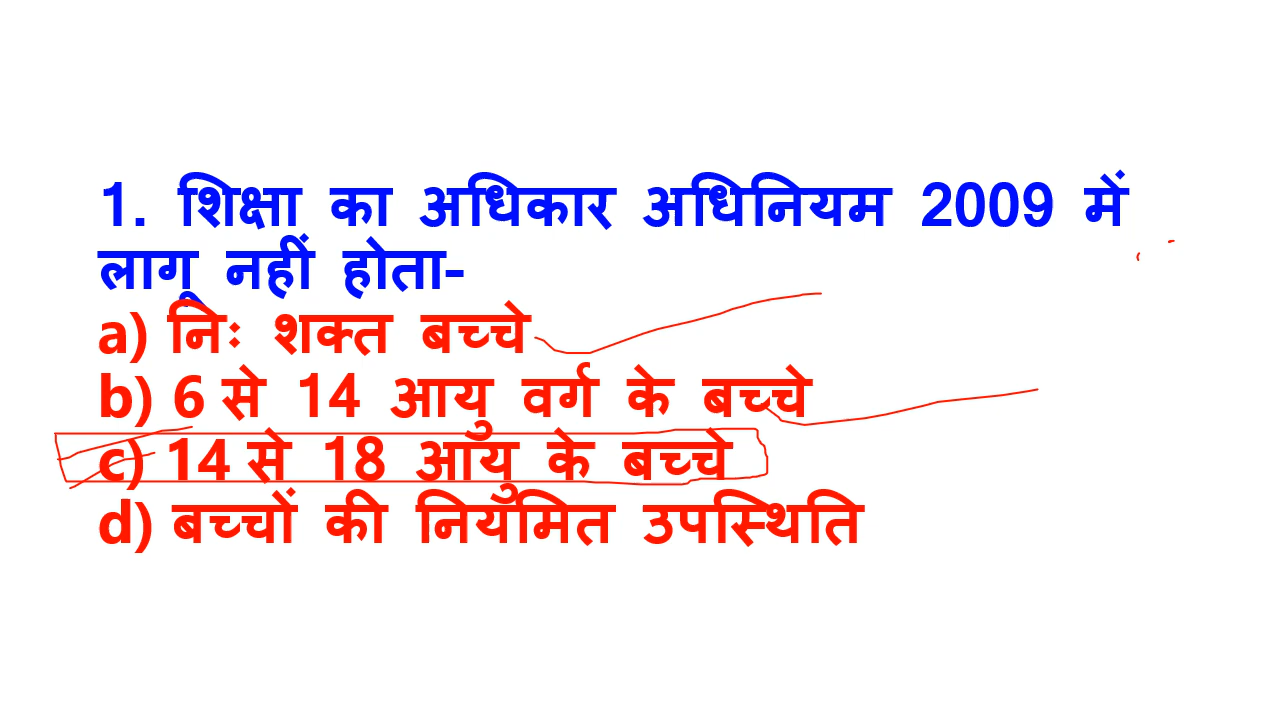 1. शिक्षा का अधिकार अधिनियम 2009 में
लागू नहीं होता-
a) निः शक्त बच्चे
b) 6 से 14 आयु वर्ग के बच्चे
c) 14 से 18 आयु के बच्चे
d) बच्चों की नियमित उपस्थिति